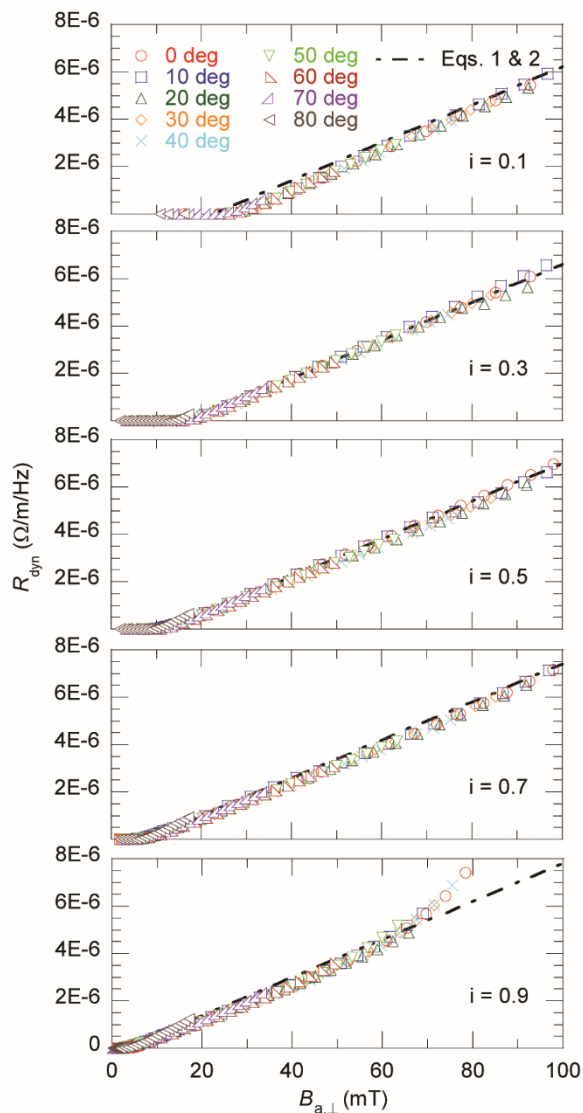 8E-6
0 deg 50 deg Eqs. 1 & 2
10 deg 60 deg
6E-6
20 deg 70 deg
30 deg 80 deg
4E-6
40 deg
2E-6
i = 0.1
8E-6
6E-6
4E-6
2E-6
i = 0.3
8E-6
6E-6
4E-6
2E-6
i = 0.5
8E-6
6E-6
4E-6
2E-6
i = 0.7
8E-6
6E-6
4E-6
2E-6
i = 0.9
0
0 20 40 60 80 100
Rdyn (Ω/m/Hz)
Ba,⊥ (mT)